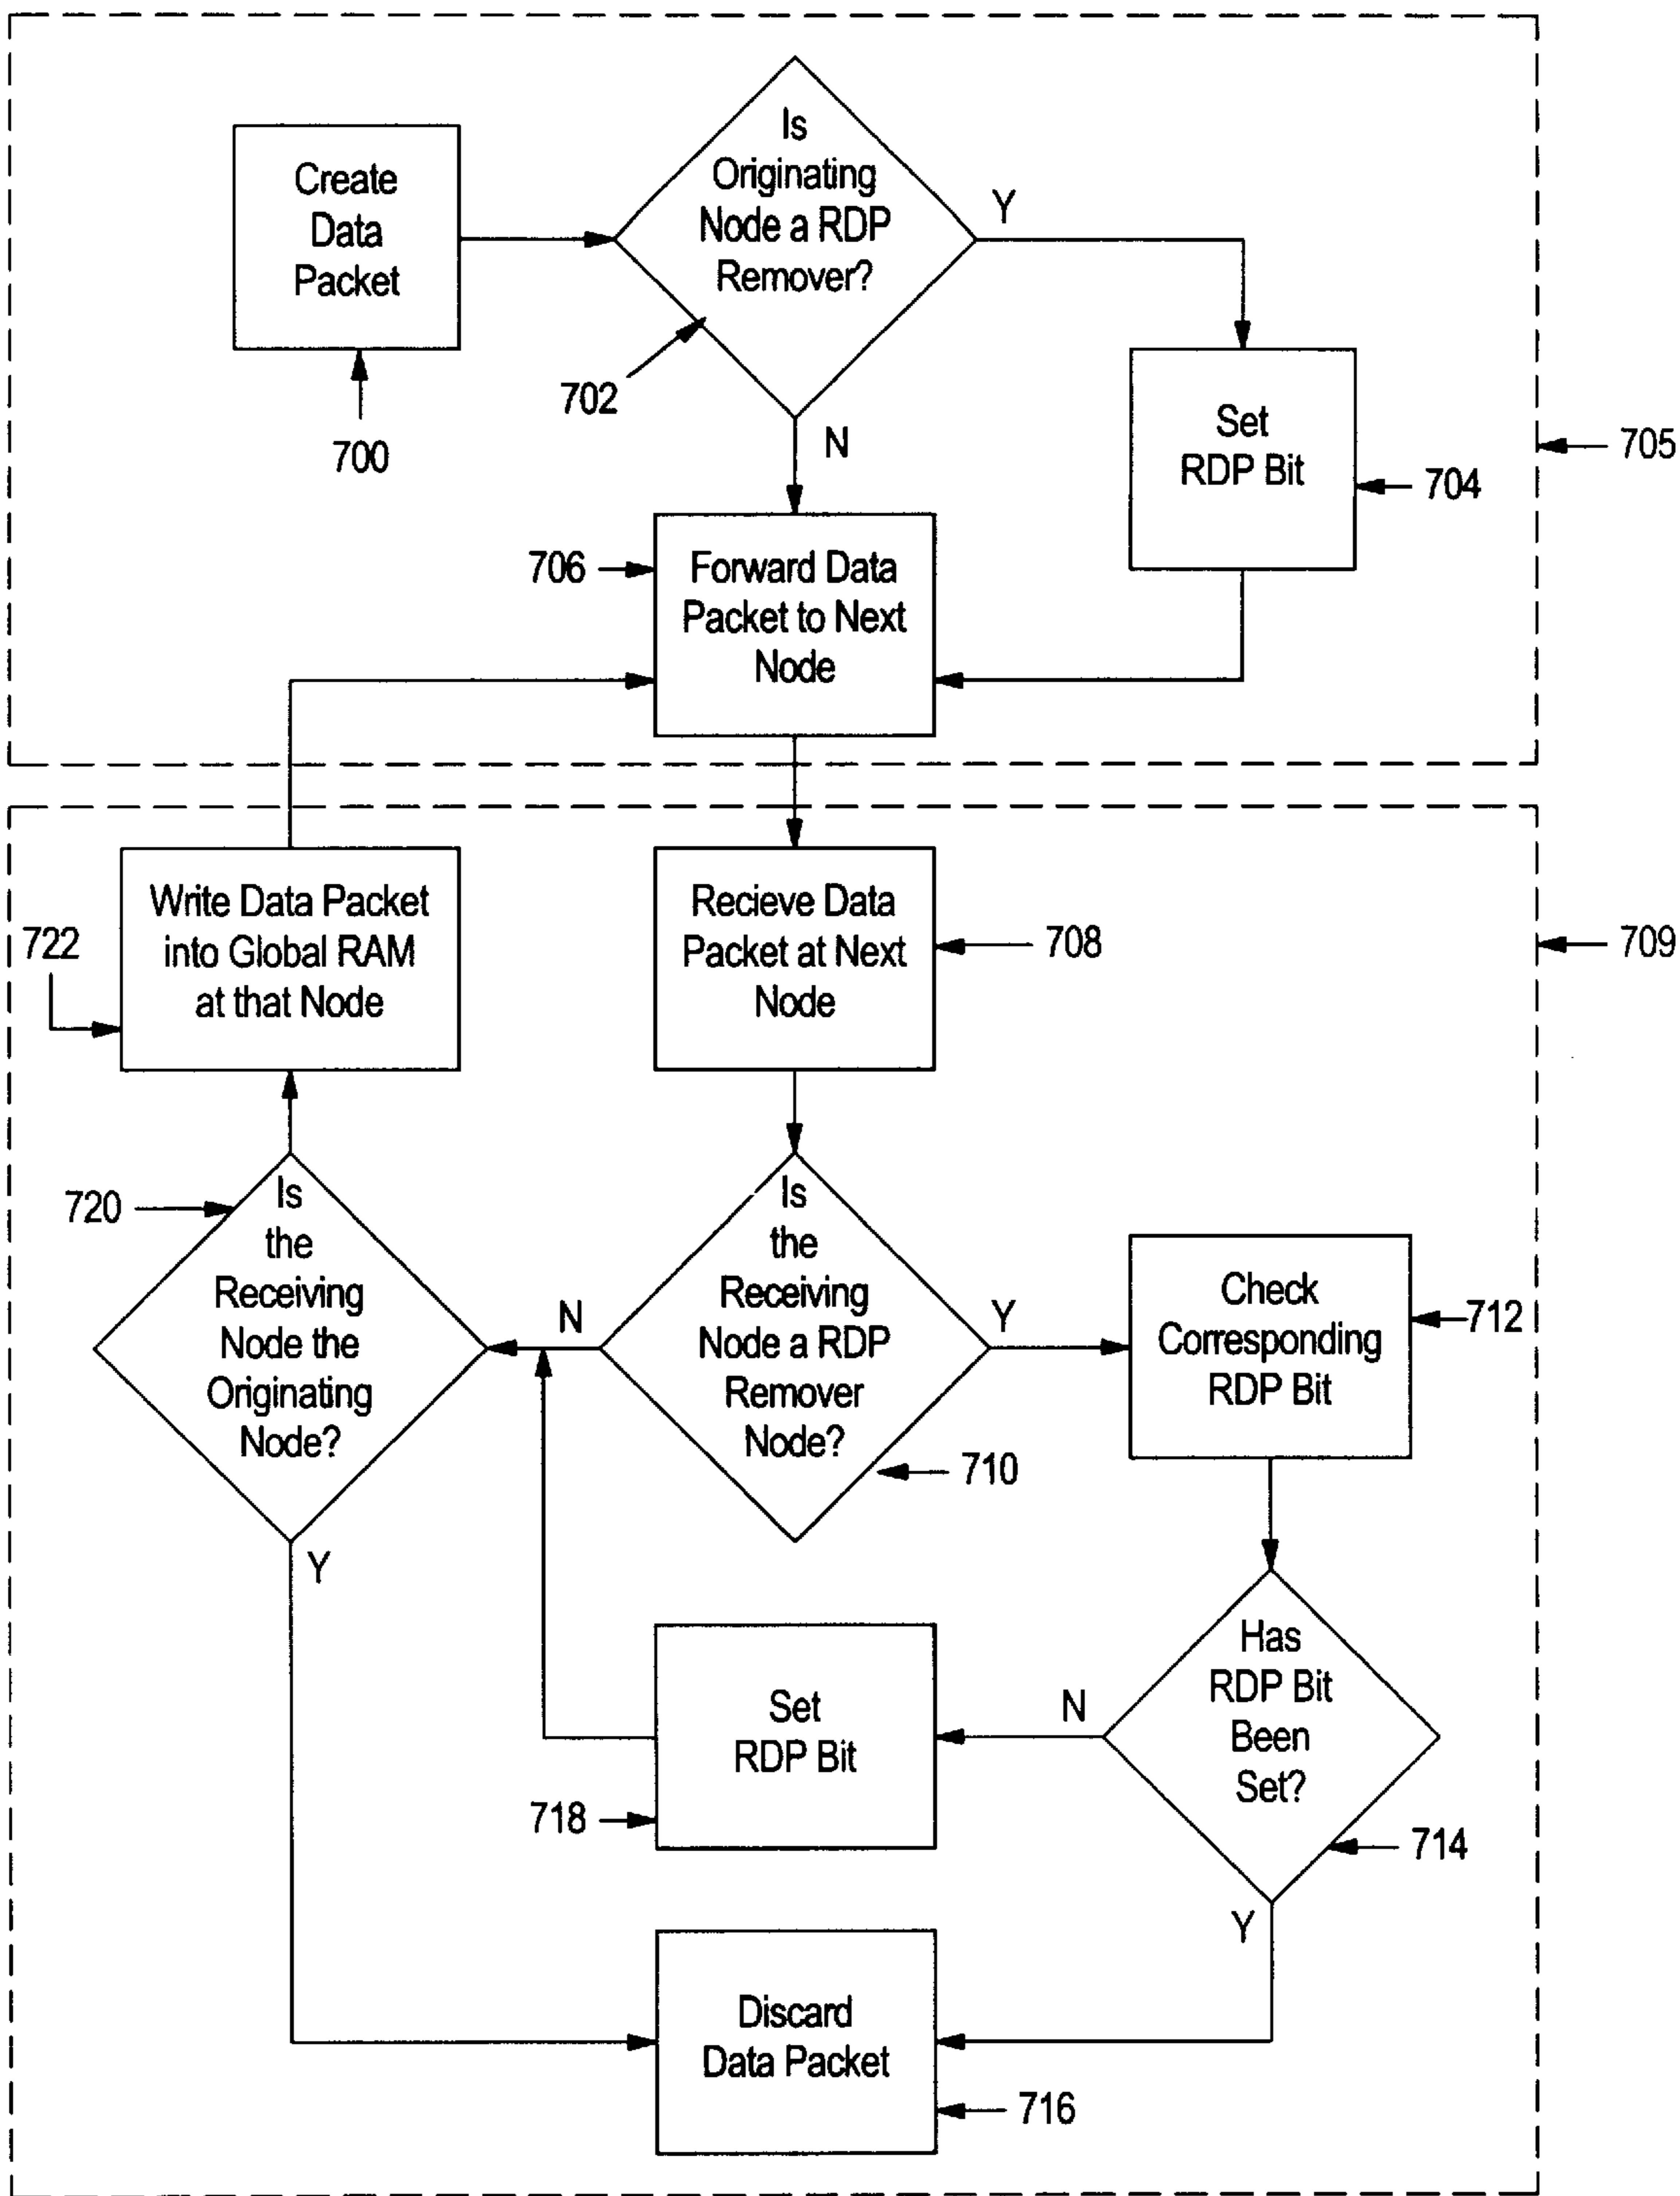 Create
Data
Packet
700
Is
Originating
Node a RDP
Remover?
702
Y
N
Set
RDP Bit
704
705
706
Forward Data
Packet to Next
Node
Write Data Packet
into Global RAM
at that Node
722
Recieve Data
Packet at Next
Node
708
709
720
Is
the
Receiving
Node the
Originating
Node?
Y
N
Is
the
Receiving
Node a RDP
Remover
Node?
710
Y
Check
Corresponding
RDP Bit
712
Has
RDP Bit
Been
Set?
714
N
Y
Set
RDP Bit
718
Discard
Data Packet
716